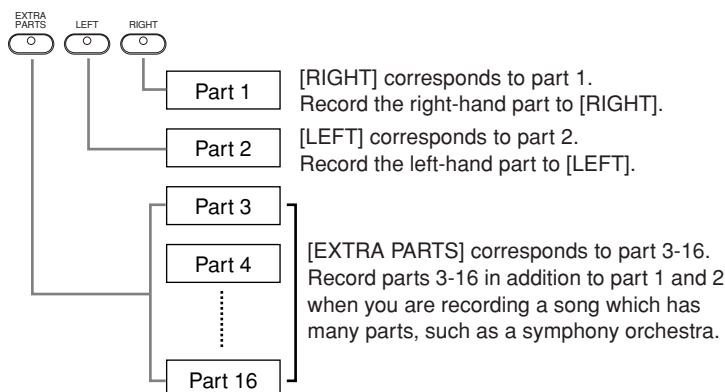 EXTRA
PARTS
LEFT
RIGHT
Part 1
[RIGHT] corresponds to part 1.
Record the right-hand part to [RIGHT].
Part 2
[LEFT] corresponds to part 2.
Record the left-hand part to [LEFT].
Part 3
Part 4
[EXTRA PARTS] corresponds to part 3-16.
Record parts 3-16 in addition to part 1 and 2
when you are recording a song which has
many parts, such as a symphony orchestra.
Part 16